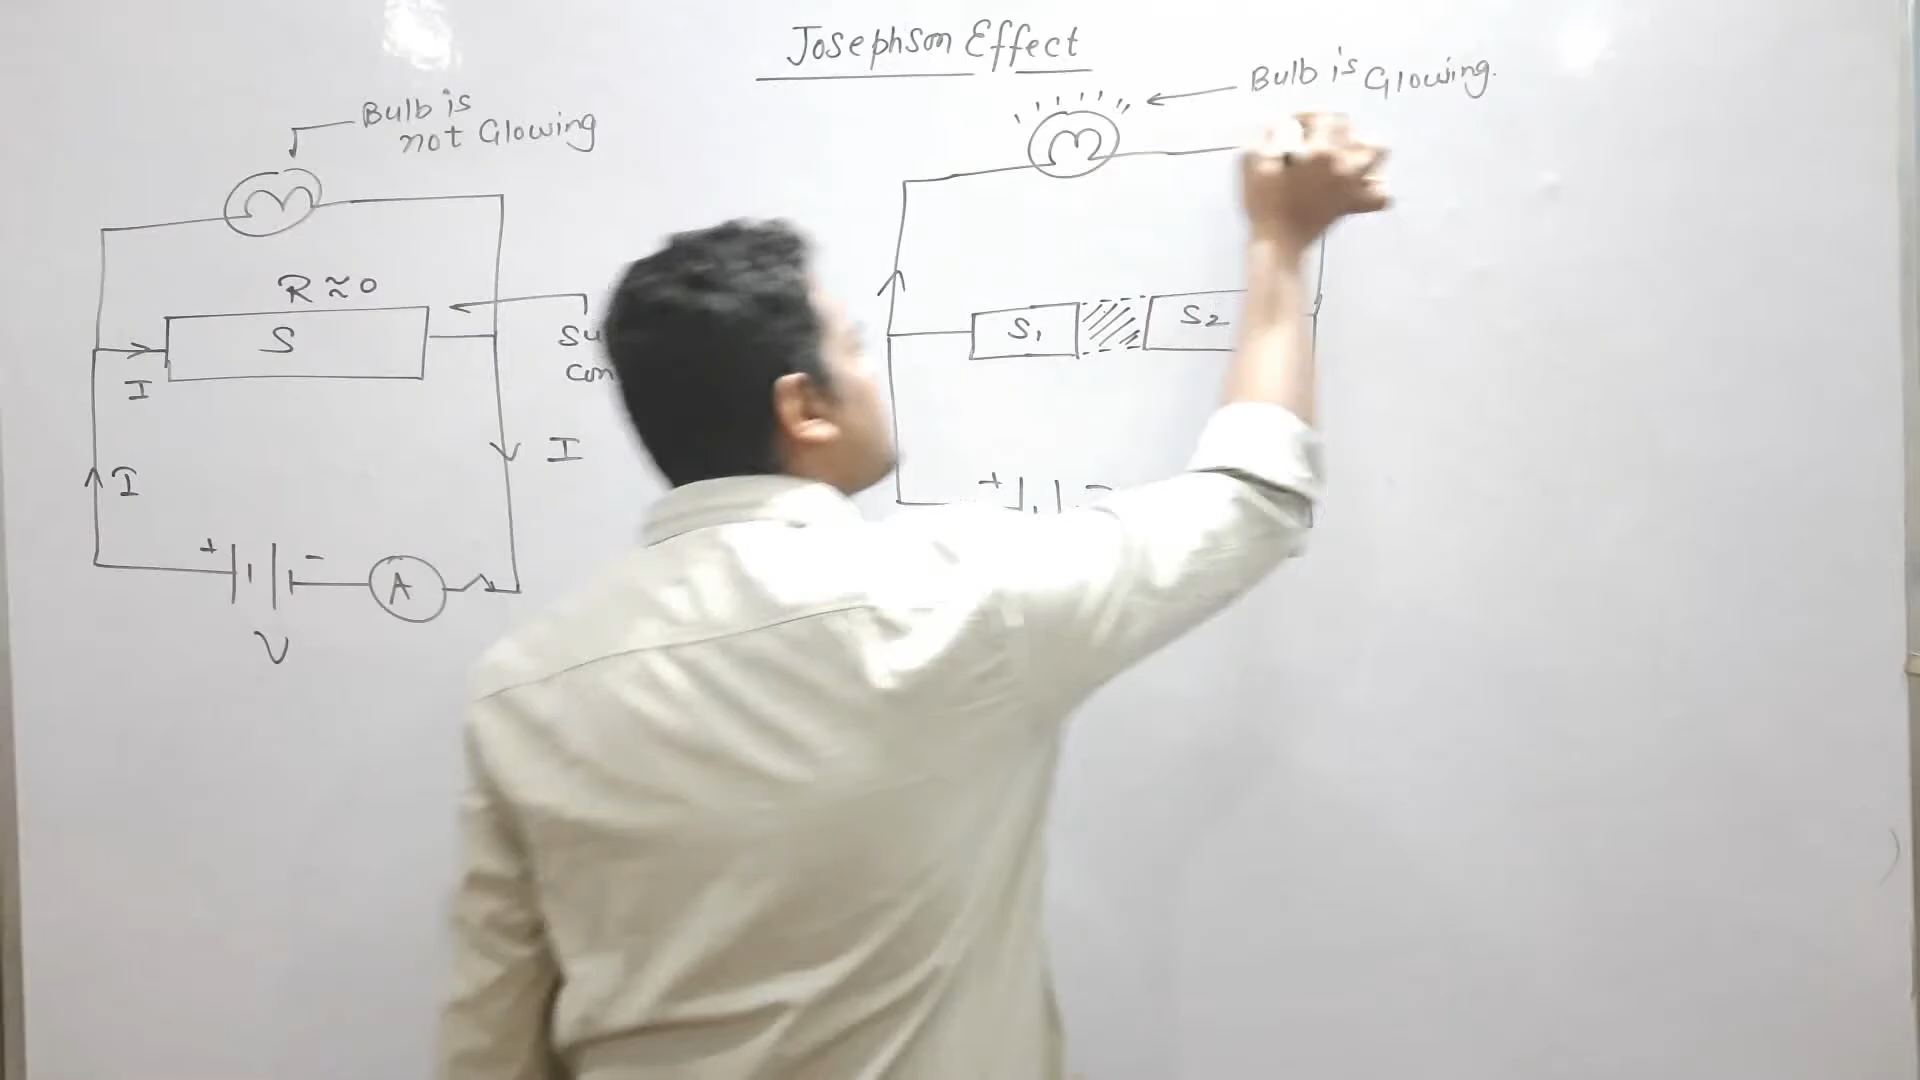 Josephson Effect
Bulb is
not Glowing
R ≈ 0
S
I
I
I
+
-
A
V
Bulb is Glowing.
S₁
S₂
+
-